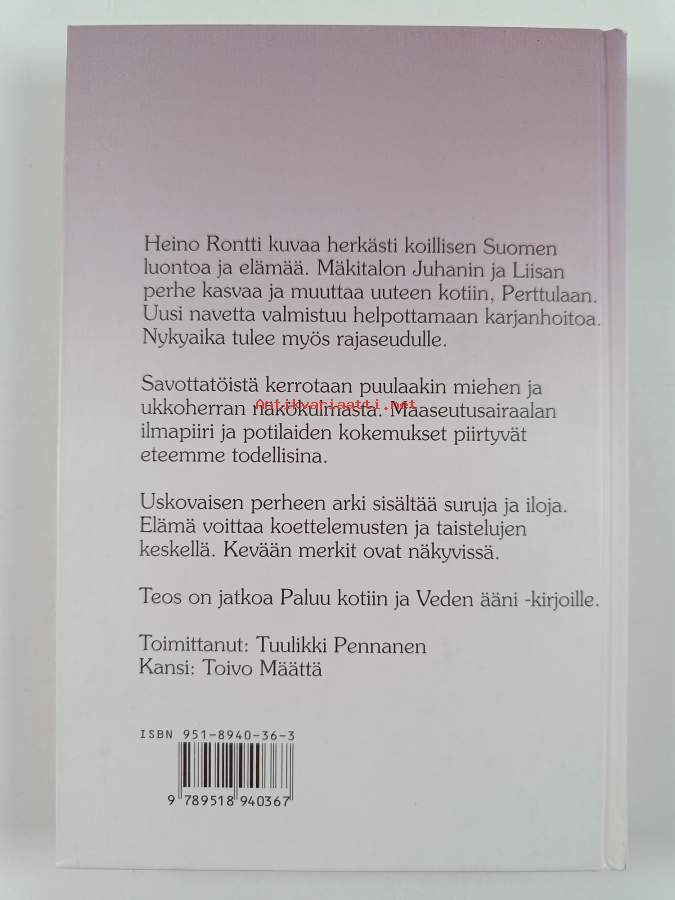 Heino Rontti kuvaa herkästi koillisen Suomen
luontoa ja elämää. Mäkitalon Juhanin ja Liisan
perhe kasvaa ja muuttaa uuteen kotiin, Perttulaan.
Uusi navetta valmistuu helpottamaan karjanhoitoa.
Nykyaika tulee myös rajaseudulle.
Savottatöistä kerrotaan puulaakin miehen ja
ukkoherran näkökulmasta. Maaseutusairaalan
Antikvariaatti.net
ilmapiiri ja potilaiden kokemukset piirtyvät
eteemme todellisina.
Uskovaisen perheen arki sisältää suruja ja iloja.
Elämä voittaa koettelemusten ja taistelujen
keskellä. Kevään merkit ovat näkyvissä.
Teos on jatkoa Paluu kotiin ja Veden ääni -kirjoille.
Toimittanut: Tuulikki Pennanen
Kansi: Toivo Määttä
ISBN 951-8940-36-3
9 789518 940367